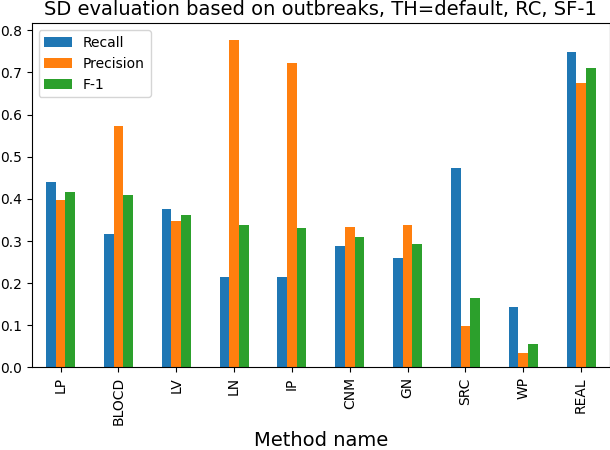 SD evaluation based on outbreaks, TH=default, RC, SF-1
Recall
Precision
F-1
0.8
0.7
0.6
0.5
0.4
0.3
0.2
0.1
0.0
LP
BLOCD
LV
LN
IP
CNM
GN
SRC
WP
REAL
Method name